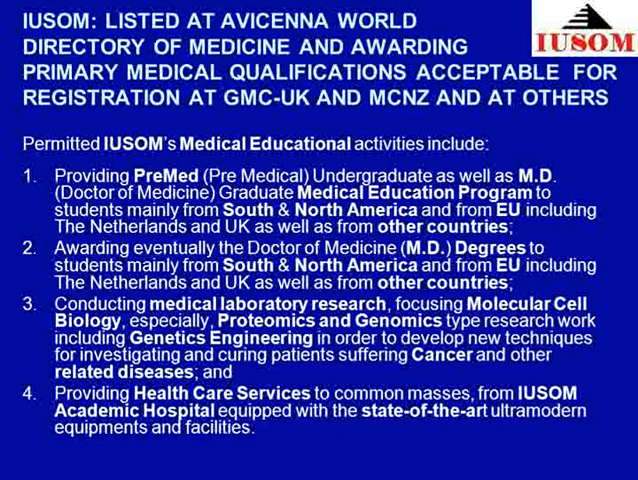 IUSOM: LISTED AT AVICENNA WORLD
DIRECTORY OF MEDICINE AND AWARDING
PRIMARY MEDICAL QUALIFICATIONS ACCEPTABLE FOR
REGISTRATION AT GMC-UK AND MCNZ AND AT OTHERS
IUSOM
Permitted IUSOM's Medical Educational activities include:
1. Providing PreMed (Pre Medical) Undergraduate as well as M.D.
(Doctor of Medicine) Graduate Medical Education Program to
students mainly from South & North America and from EU including
The Netherlands and UK as well as from other countries;
2. Awarding eventually the Doctor of Medicine (M.D.) Degrees to
students mainly from South & North America and from EU including
The Netherlands and UK as well as from other countries;
3. Conducting medical laboratory research, focusing Molecular Cell
Biology, especially, Proteomics and Genomics type research work
including Genetics Engineering in order to develop new techniques
for investigating and curing patients suffering Cancer and other
related diseases; and
4. Providing Health Care Services to common masses, from IUSOM
Academic Hospital equipped with the state-of-the-art ultramodern
equipments and facilities.